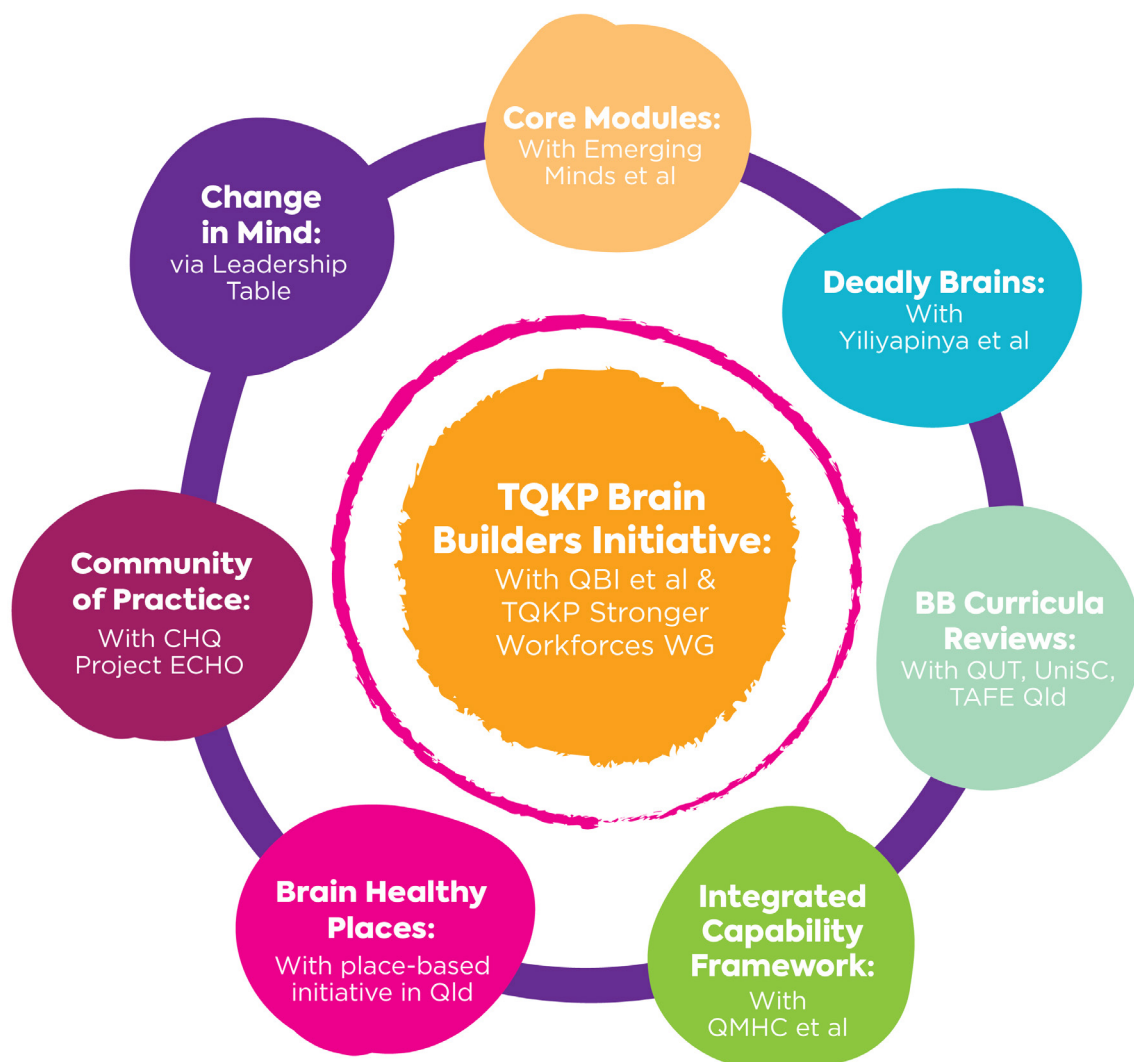 Core Modules:
With Emerging
Minds et al
Deadly Brains:
With
Yiliyapinya et al
BB Curricula
Reviews:
With QUT, UniSC,
TAFE Qld
Integrated
Capability
Framework:
With
QMHC et al
Brain Healthy
Places:
With place-based
initiative in Qld
Community
of Practice:
With CHQ
Project ECHO
Change
in Mind:
via Leadership
Table
TQKP Brain
Builders Initiative:
With QBI et al &
TQKP Stronger
Workforces WG